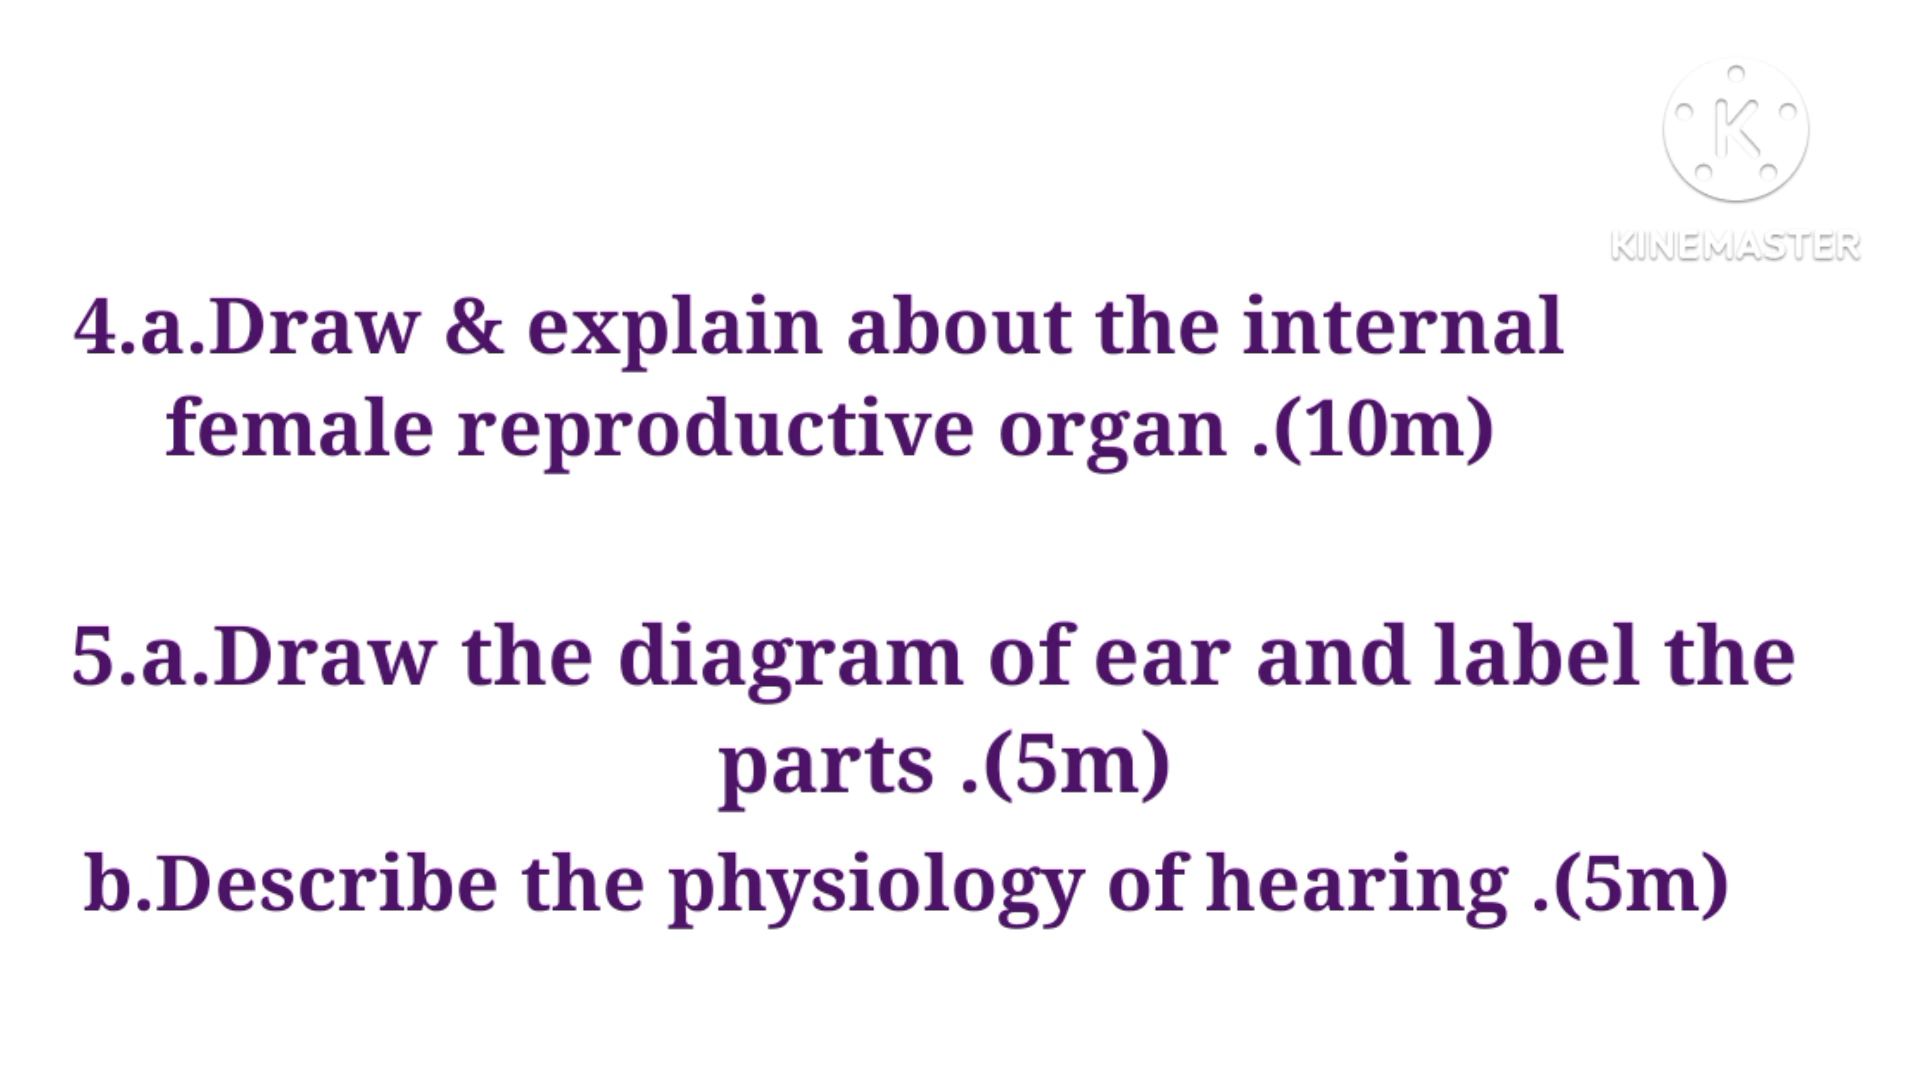 K
KINEMASTER
4.a.Draw & explain about the internal
female reproductive organ .(10m)
5.a.Draw the diagram of ear and label the
parts .(5m)
b.Describe the physiology of hearing .(5m)